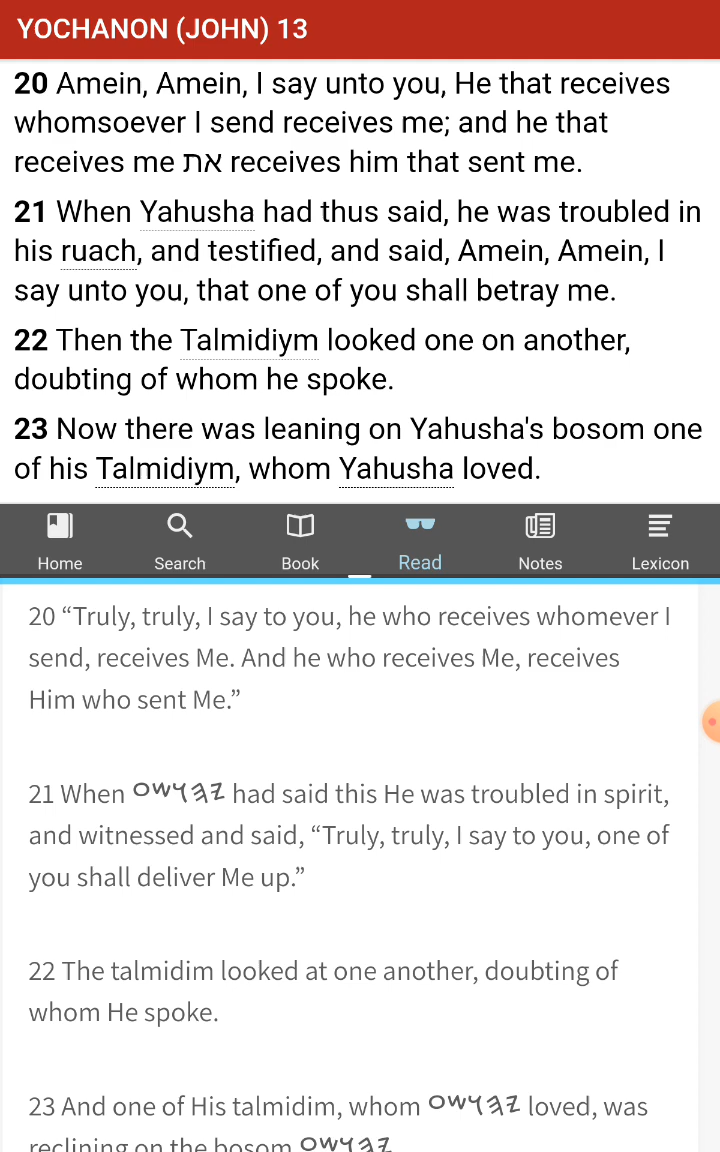 YOCHANON (JOHN) 13
20 Amein, Amein, I say unto you, He that receives
whomsoever I send receives me; and he that
receives me את receives him that sent me.
21 When Yahusha had thus said, he was troubled in
his ruach, and testified, and said, Amein, Amein, I
say unto you, that one of you shall betray me.
22 Then the Talmidiym looked one on another,
doubting of whom he spoke.
23 Now there was leaning on Yahusha's bosom one
of his Talmidiym, whom Yahusha loved.
Home Search Book Read Notes Lexicon
20 “Truly, truly, I say to you, he who receives whomever I
send, receives Me. And he who receives Me, receives
Him who sent Me.”
21 When 𐤉𐤄𐤅𐤔𐤏 had said this He was troubled in spirit,
and witnessed and said, “Truly, truly, I say to you, one of
you shall deliver Me up.”
22 The talmidim looked at one another, doubting of
whom He spoke.
23 And one of His talmidim, whom 𐤉𐤄𐤅𐤔𐤏 loved, was
reclining on the bosom 𐤉𐤄𐤅𐤔𐤏